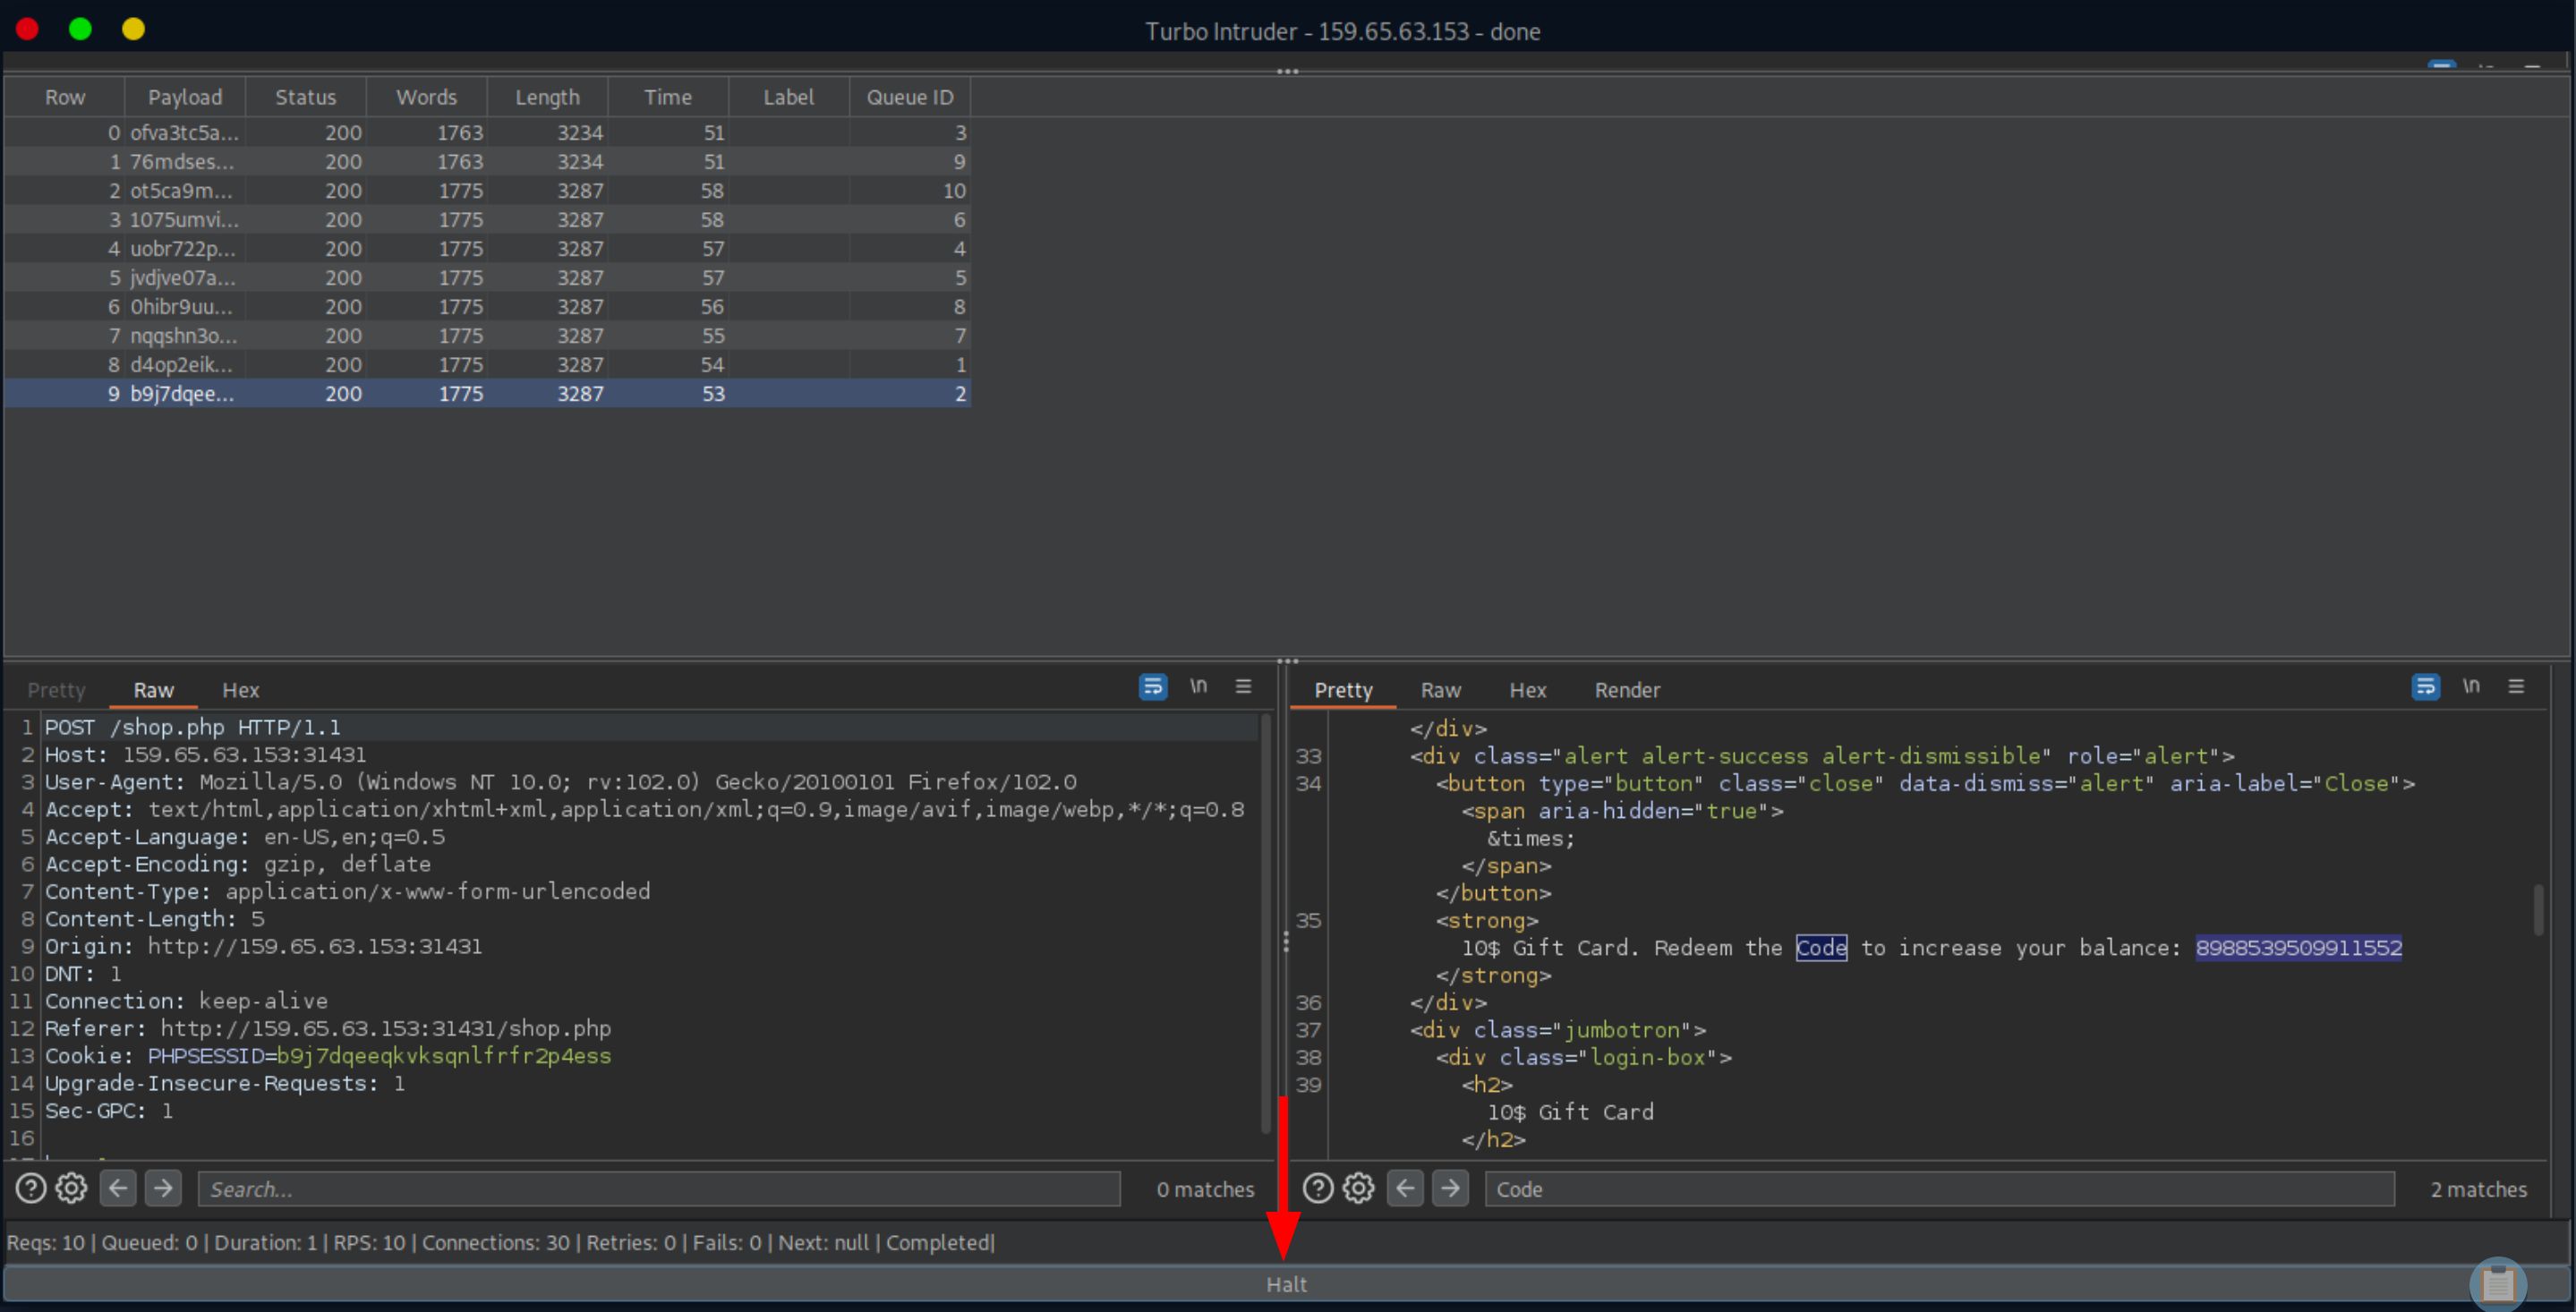 Turbo Intruder - 159.65.63.153 - done
Row Payload Status Words Length Time Label Queue ID
0 ofva3tc5a... 200 1763 3234 51 3
1 76mdses... 200 1763 3234 51 9
2 ot5ca9m... 200 1775 3287 58 10
3 1075umvi... 200 1775 3287 58 6
4 uobr722p... 200 1775 3287 57 4
5 jvdjve07a... 200 1775 3287 57 5
6 0hibr9uu... 200 1775 3287 56 8
7 nqqshn3o... 200 1775 3287 55 7
8 d4op2eik... 200 1775 3287 54 1
9 b9j7dqee... 200 1775 3287 53 2
Pretty Raw Hex \n
1 POST /shop.php HTTP/1.1
2 Host: 159.65.63.153:31431
3 User-Agent: Mozilla/5.0 (Windows NT 10.0; rv:102.0) Gecko/20100101 Firefox/102.0
4 Accept: text/html,application/xhtml+xml,application/xml;q=0.9,image/avif,image/webp,*/*;q=0.8
5 Accept-Language: en-US,en;q=0.5
6 Accept-Encoding: gzip, deflate
7 Content-Type: application/x-www-form-urlencoded
8 Content-Length: 5
9 Origin: http://159.65.63.153:31431
10 DNT: 1
11 Connection: keep-alive
12 Referer: http://159.65.63.153:31431/shop.php
13 Cookie: PHPSESSID=b9j7dqeeqkvksqnlfrfr2p4ess
14 Upgrade-Insecure-Requests: 1
15 Sec-GPC: 1
16
Search... 0 matches
Pretty Raw Hex Render \n
</div>
33 <div class="alert alert-success alert-dismissible" role="alert">
34 <button type="button" class="close" data-dismiss="alert" aria-label="Close">
<span aria-hidden="true">
&times;
</span>
</button>
35 <strong>
10$ Gift Card. Redeem the Code to increase your balance: 8988539509911552
</strong>
36 </div>
37 <div class="jumbotron">
38 <div class="login-box">
39 <h2>
10$ Gift Card
</h2>
Code 2 matches
Reqs: 10 | Queued: 0 | Duration: 1 | RPS: 10 | Connections: 30 | Retries: 0 | Fails: 0 | Next: null | Completed|
Halt